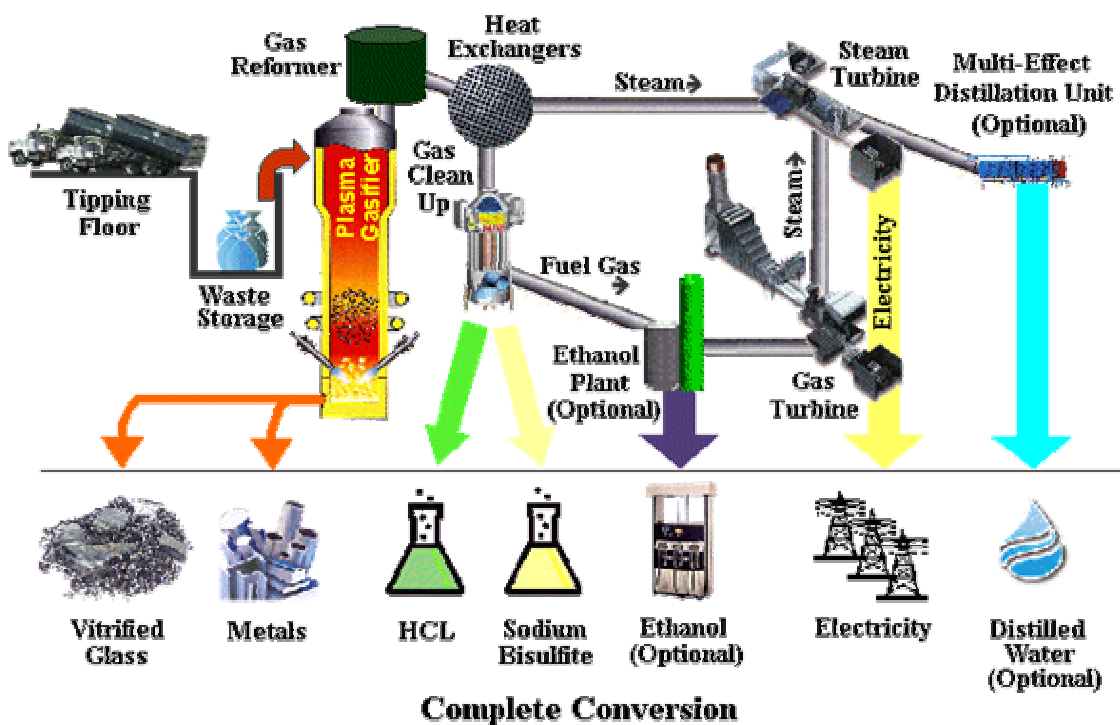 Gas
Reformer
Heat
Exchangers
Steam→
Steam
Turbine
Multi-Effect
Distillation Unit
(Optional)
Tipping
Floor
Plasma
Gasifier
Gas
Clean
Up
Steam→
Waste
Storage
Fuel Gas
→
Electricity
Ethanol
Plant
(Optional)
Gas
Turbine
Vitrified
Glass
Metals
HCL
Sodium
Bisulfite
Ethanol
(Optional)
Electricity
Distilled
Water
(Optional)
Complete Conversion